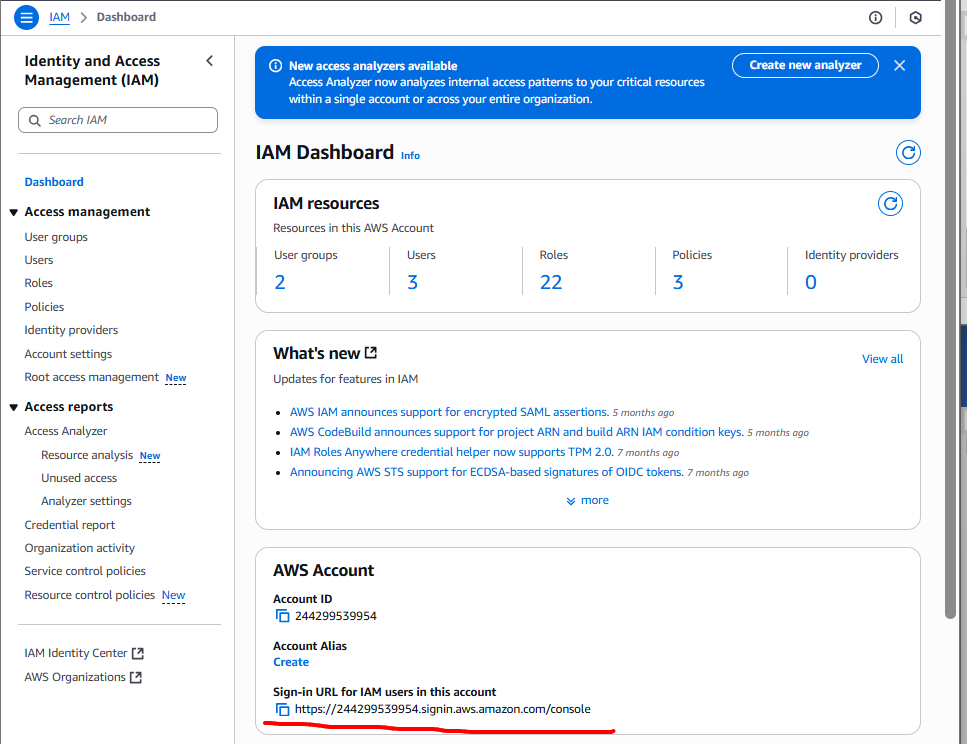 IAM > Dashboard
Identity and Access
Management (IAM)
Search IAM
Dashboard
Access management
User groups
Users
Roles
Policies
Identity providers
Account settings
Root access management New
Access reports
Access Analyzer
Resource analysis New
Unused access
Analyzer settings
Credential report
Organization activity
Service control policies
Resource control policies New
IAM Identity Center
AWS Organizations
New access analyzers available
Access Analyzer now analyzes internal access patterns to your critical resources
within a single account or across your entire organization.
Create new analyzer
IAM Dashboard Info
IAM resources
Resources in this AWS Account
User groups
2
Users
3
Roles
22
Policies
3
Identity providers
0
What's new
View all
Updates for features in IAM
AWS IAM announces support for encrypted SAML assertions. 5 months ago
AWS CodeBuild announces support for project ARN and build ARN IAM condition keys. 5 months ago
IAM Roles Anywhere credential helper now supports TPM 2.0. 7 months ago
Announcing AWS STS support for ECDSA-based signatures of OIDC tokens. 7 months ago
more
AWS Account
Account ID
244299539954
Account Alias
Create
Sign-in URL for IAM users in this account
https://244299539954.signin.aws.amazon.com/console